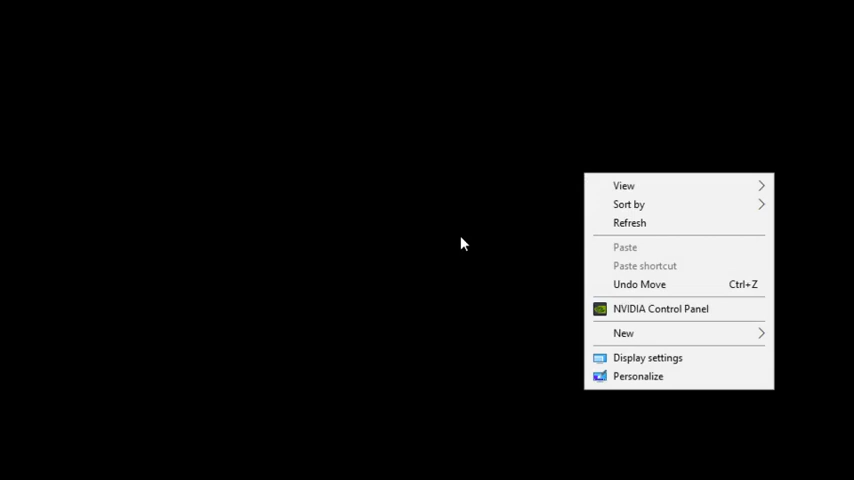 View
Sort by
Refresh
Paste
Paste shortcut
Undo Move Ctrl+Z
NVIDIA Control Panel
New
Display settings
Personalize